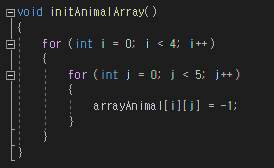 void initAnimalArray()
{
for (int i = 0; i < 4; i++)
{
for (int j = 0; j < 5; j++)
{
arrayAnimal[i][j] = -1;
}
}
}